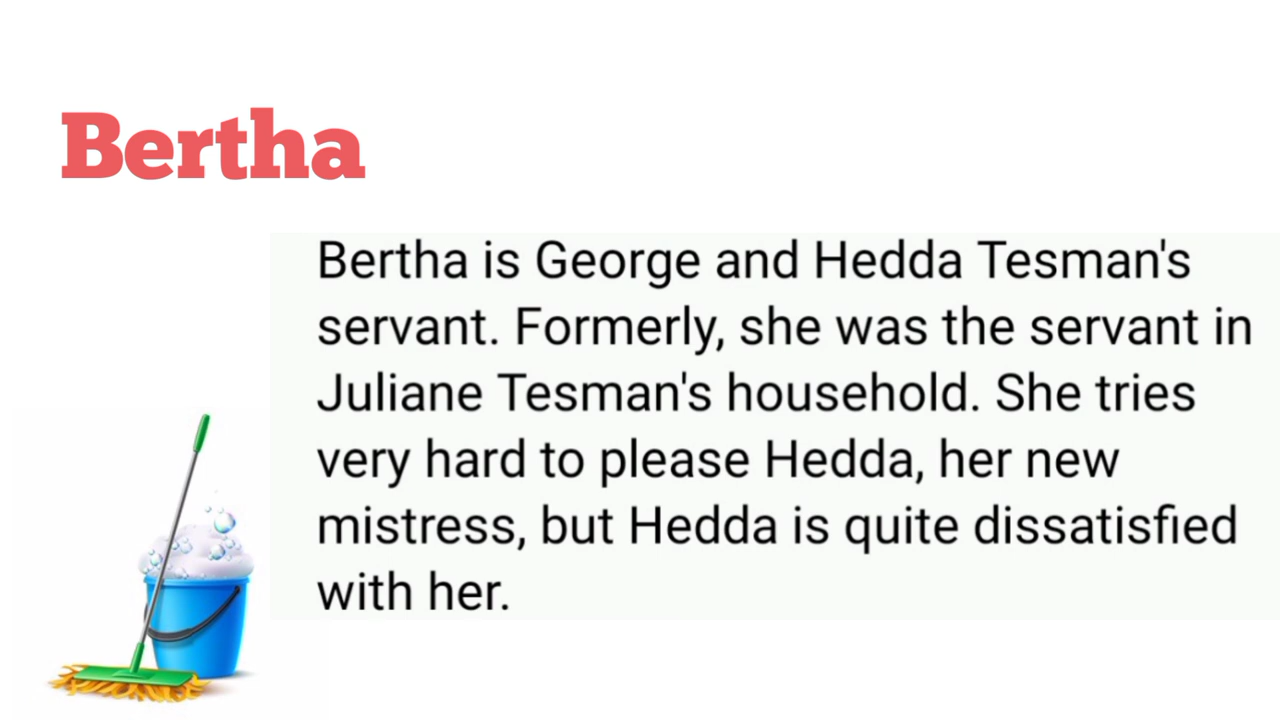 Bertha
Bertha is George and Hedda Tesman's
servant. Formerly, she was the servant in
Juliane Tesman's household. She tries
very hard to please Hedda, her new
mistress, but Hedda is quite dissatisfied
with her.